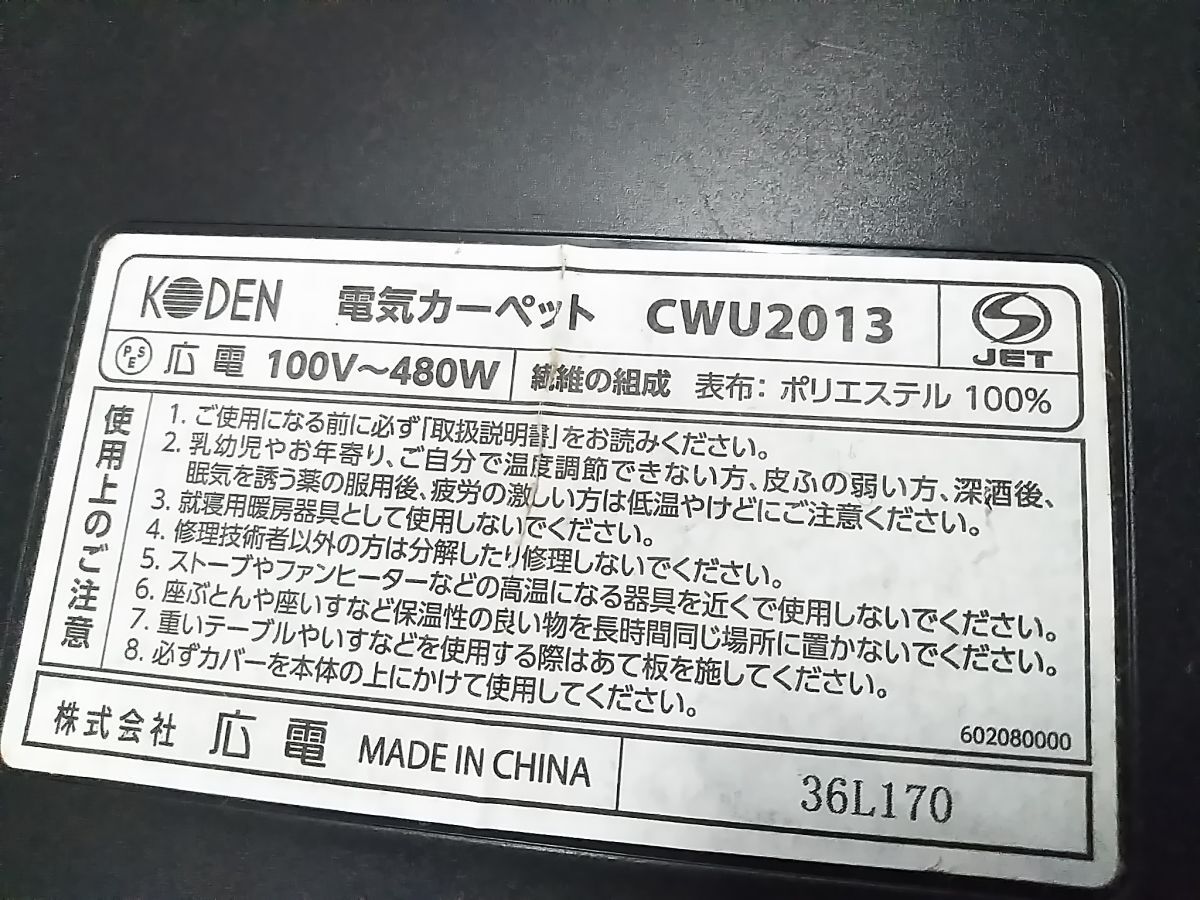 KODEN 電気カーペット CWU2013
JET
PSE 広電 100V～480W 繊維の組成 表布：ポリエステル 100%
使用上のご注意
1. ご使用になる前に必ず「取扱説明書」をお読みください。
2. 乳幼児やお年寄り、ご自分で温度調節できない方、皮ふの弱い方、深酒後、
眠気を誘う薬の服用後、疲労の激しい方は低温やけどにご注意ください。
3. 就寝用暖房器具として使用しないでください。
4. 修理技術者以外の方は分解したり修理しないでください。
5. ストーブやファンヒーターなどの高温になる器具を近くで使用しないでください。
6. 座ぶとんや座いすなど保温性の良い物を長時間同じ場所に置かないでください。
7. 重いテーブルやいすなどを使用する際はあて板を施してください。
8. 必ずカバーを本体の上にかけて使用してください。
602080000
株式会社 広電 MADE IN CHINA
36L170